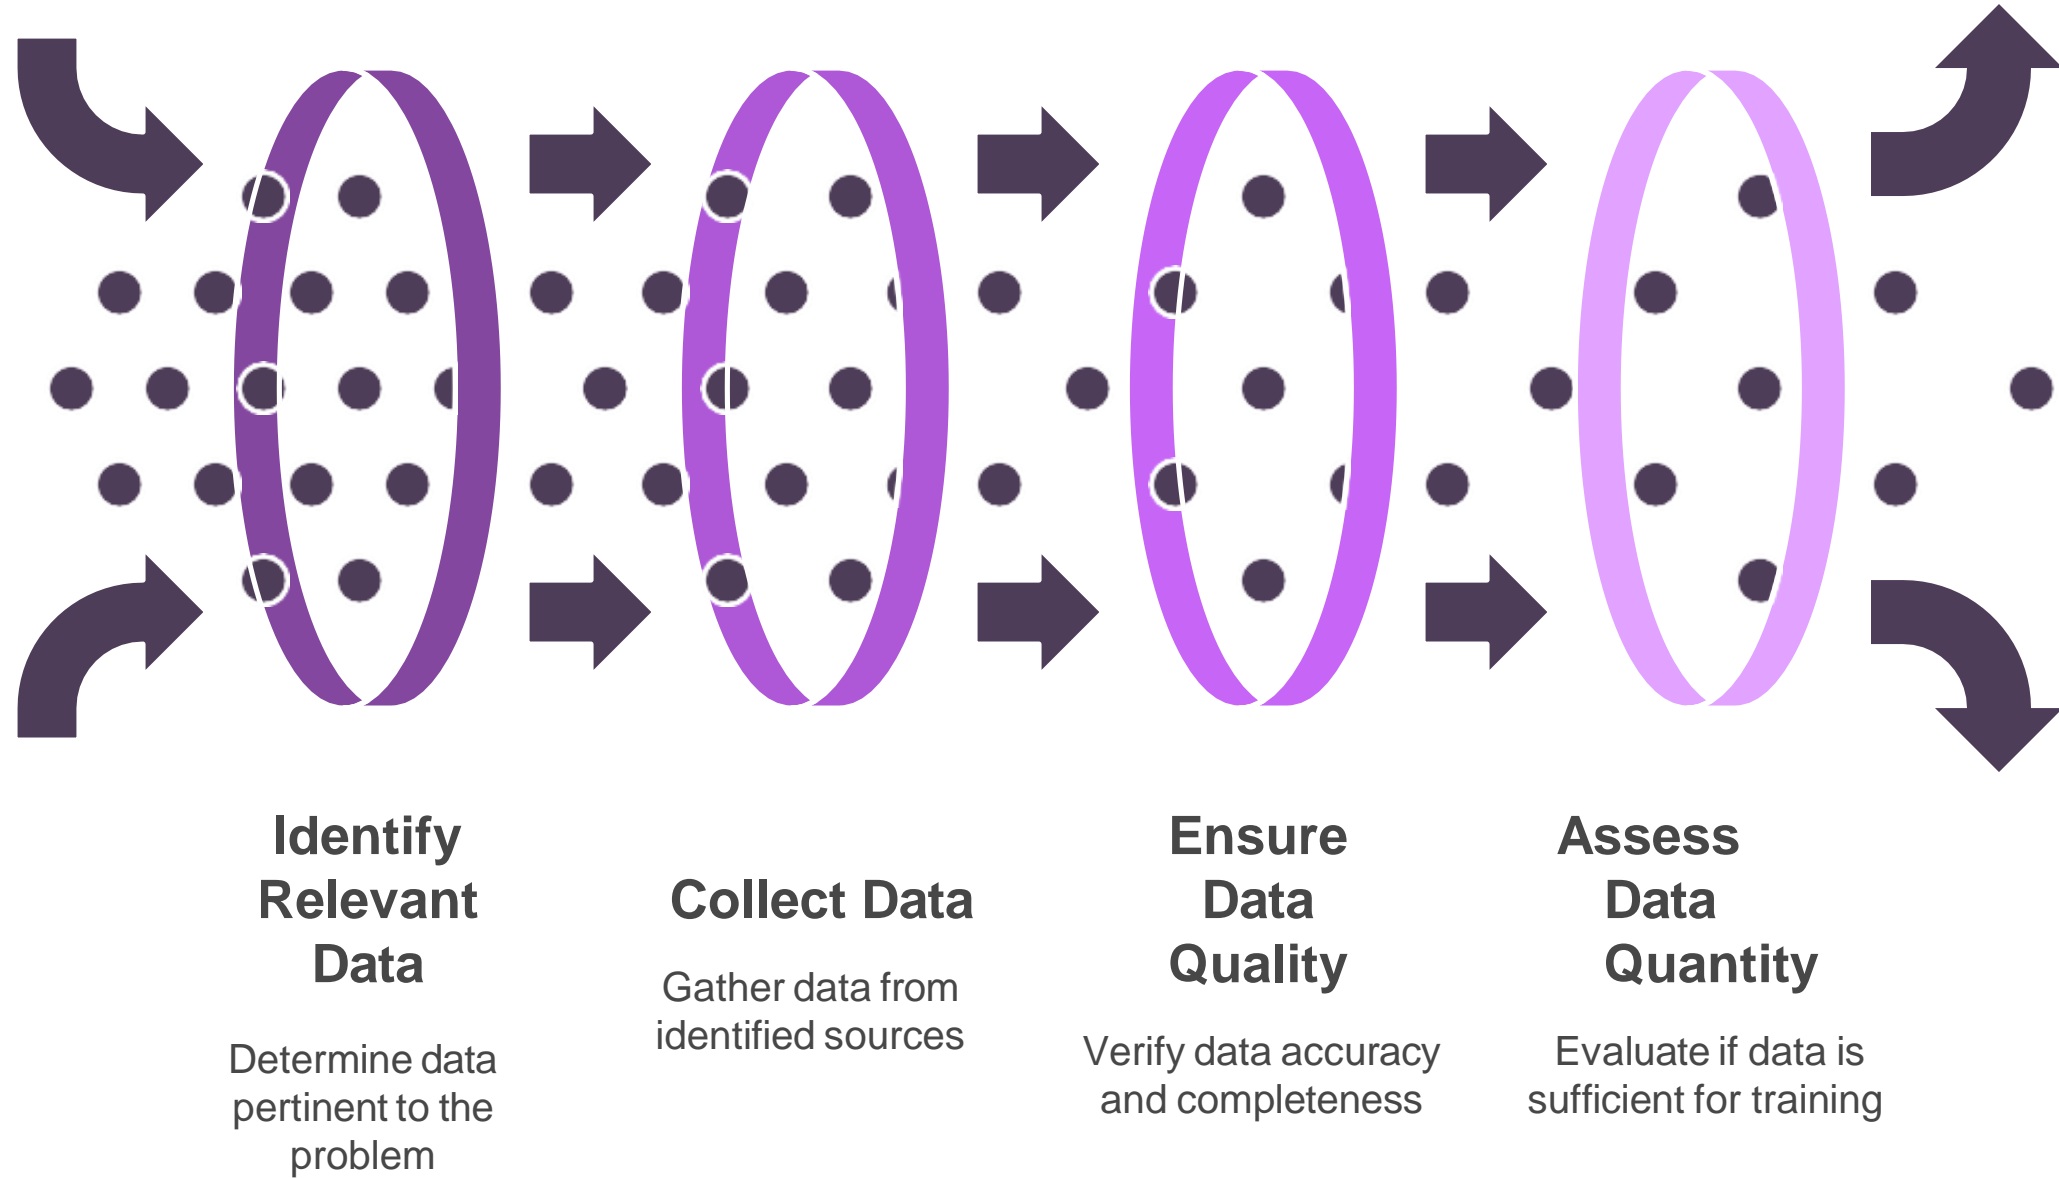 Identify
Relevant
Data
Determine data
pertinent to the
problem
Collect Data
Gather data from
identified sources
Ensure
Data
Quality
Verify data accuracy
and completeness
Assess
Data
Quantity
Evaluate if data is
sufficient for training